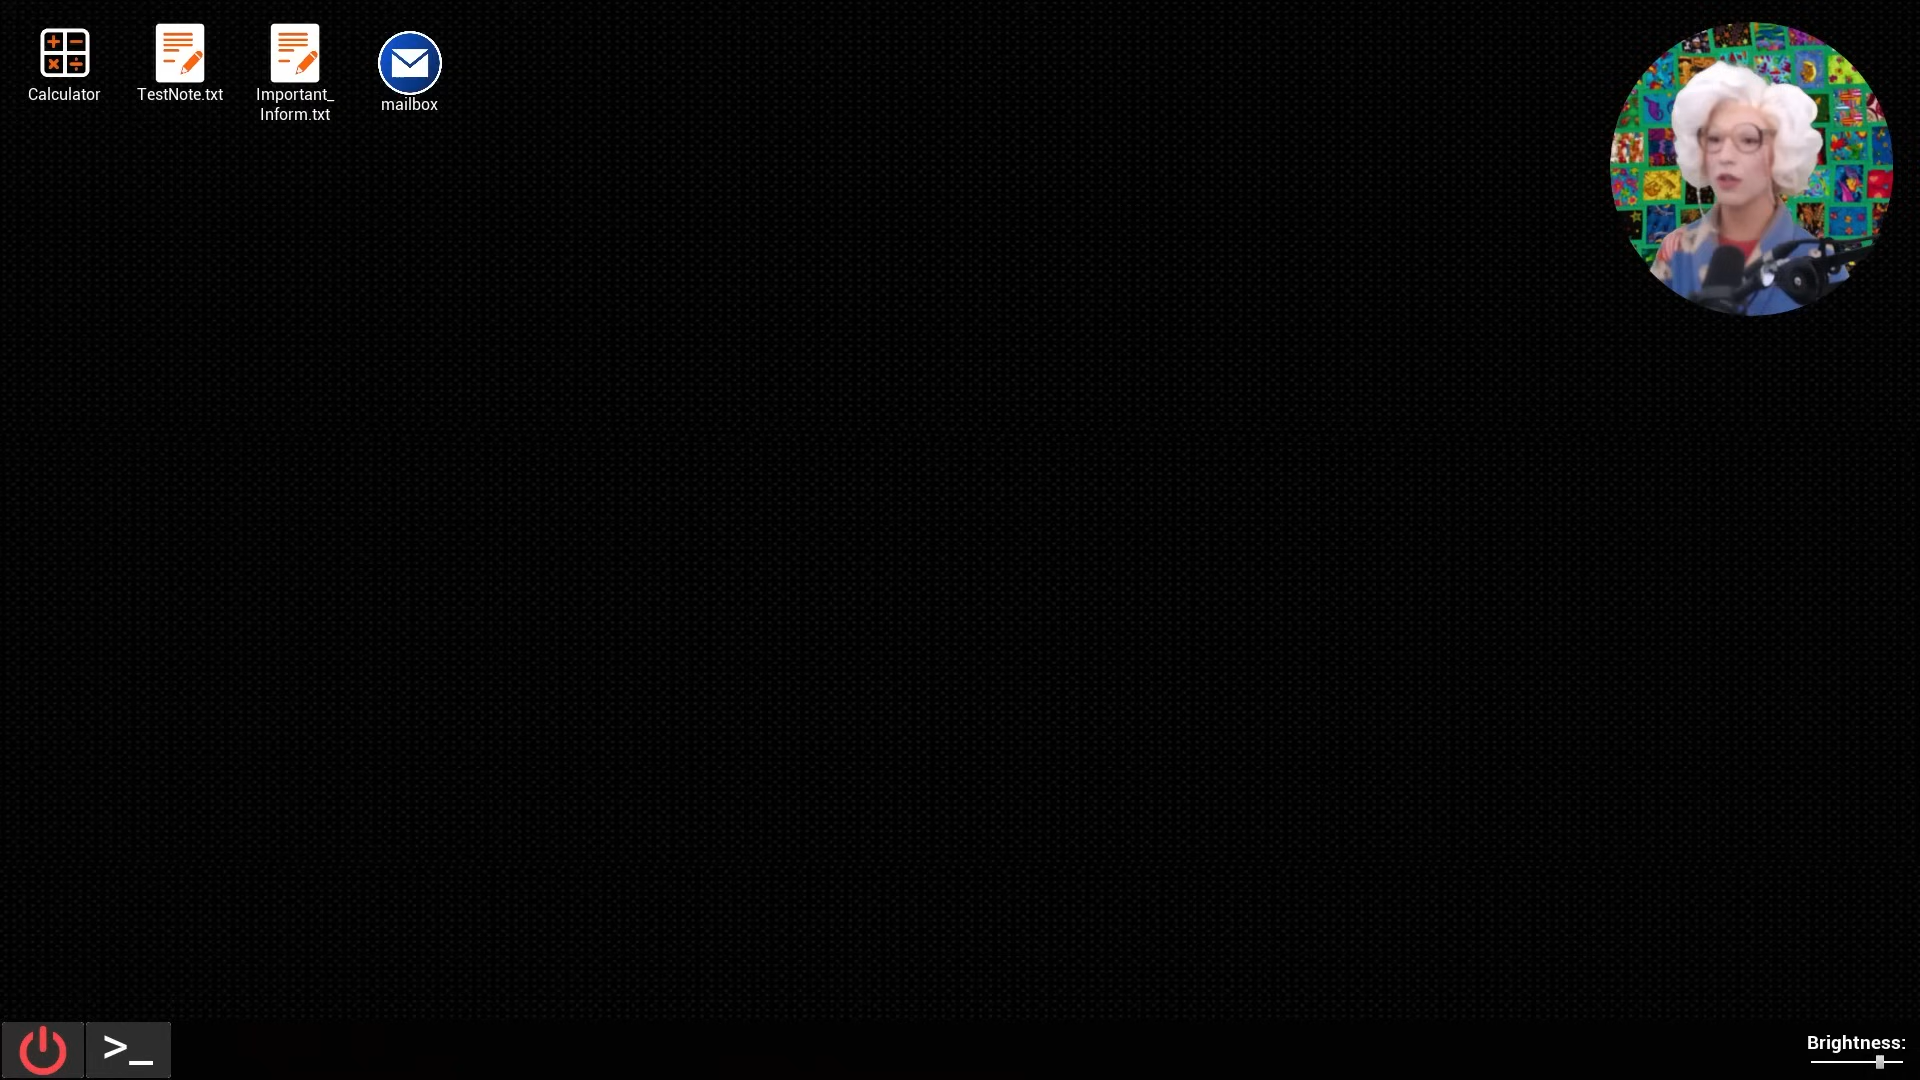 Calculator
TestNote.txt
Important_
Inform.txt
mailbox
>_
Brightness: